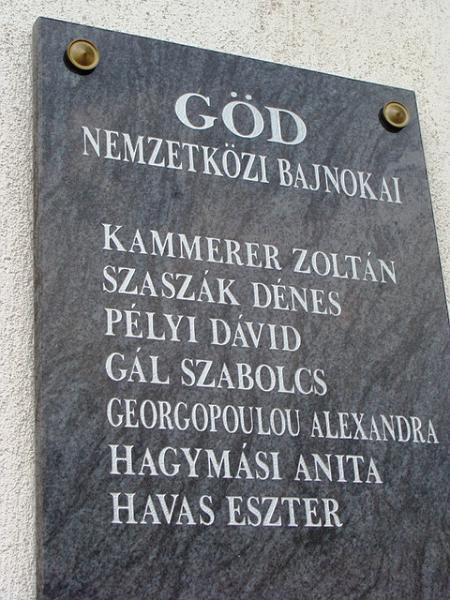 GÖD
NEMZETKÖZI BAJNOKAI
KAMMERER ZOLTÁN
SZASZÁK DÉNES
PÉLYI DÁVID
GÁL SZABOLCS
GEORGOPOULOU ALEXANDRA
HAGYMÁSI ANITA
HAVAS ESZTER